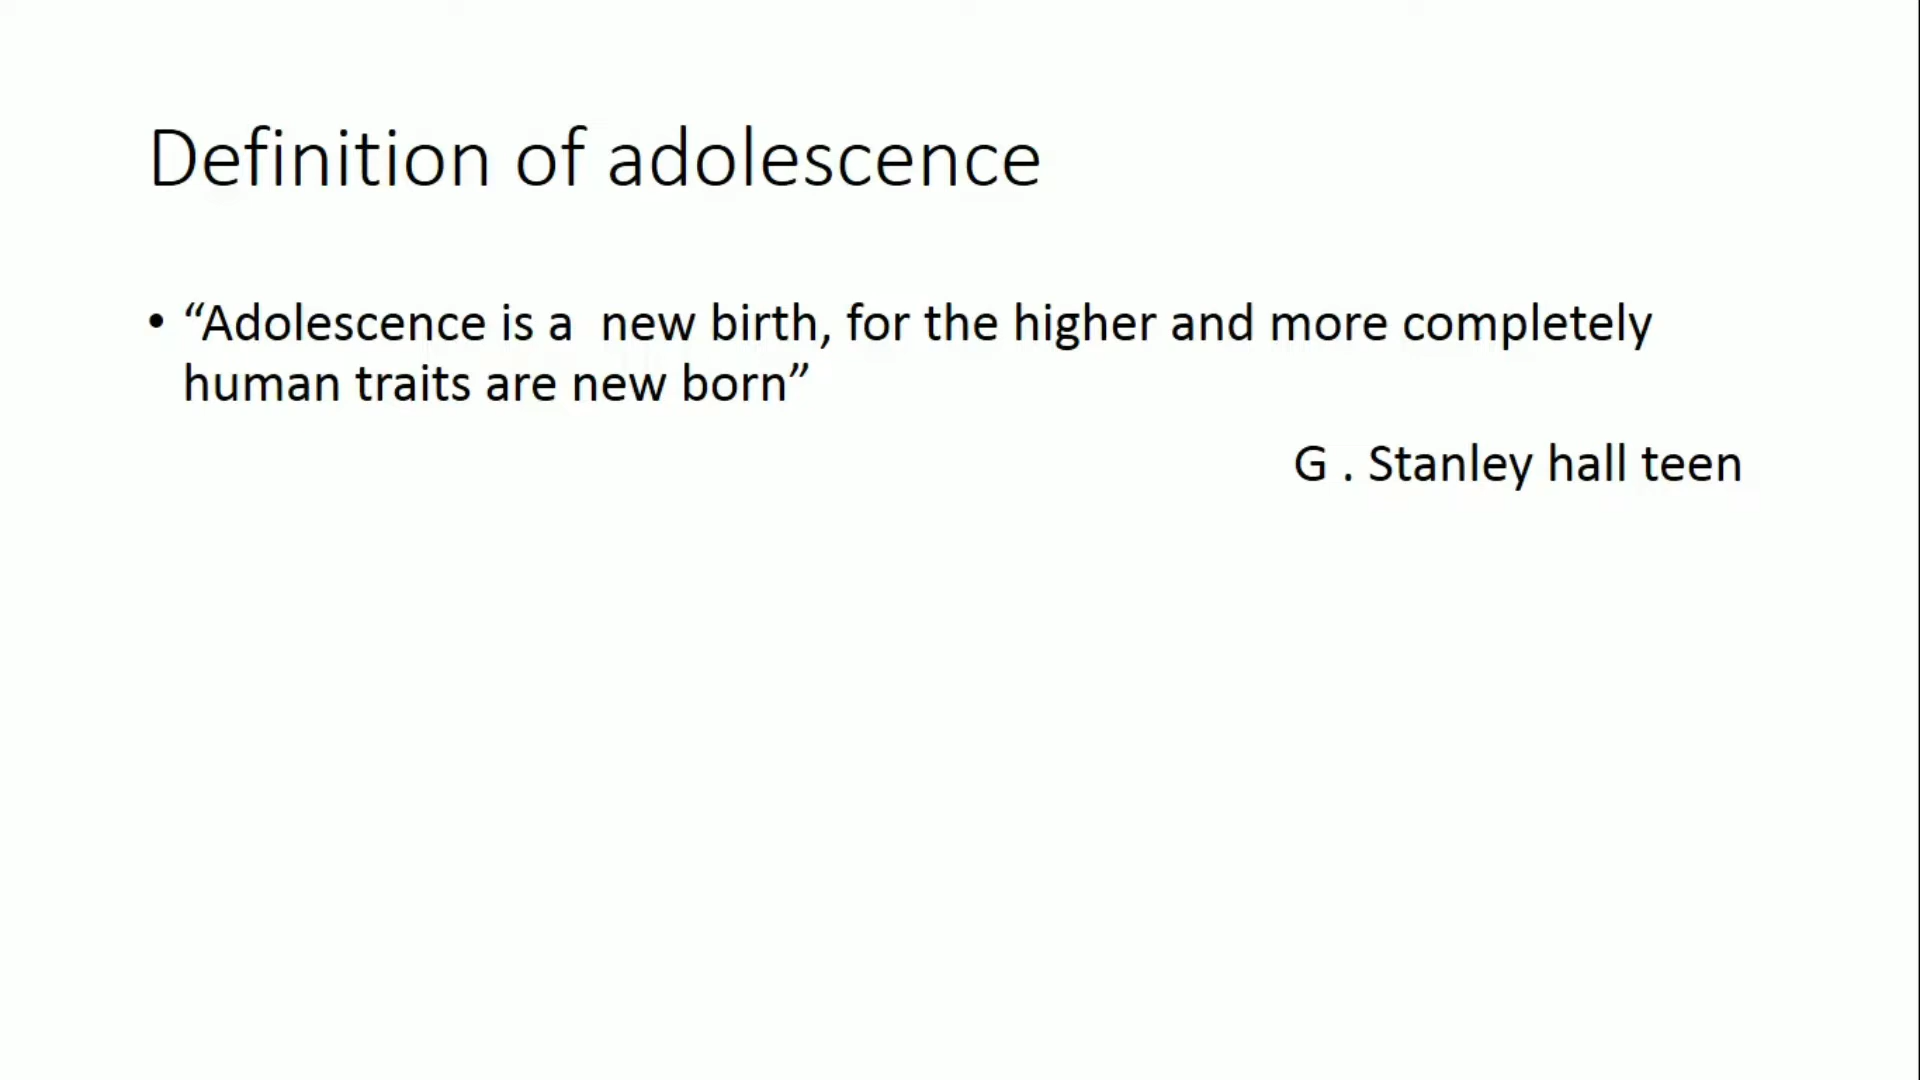 Definition of adolescence
• “Adolescence is a  new birth, for the higher and more completely
human traits are new born”
G . Stanley hall teen